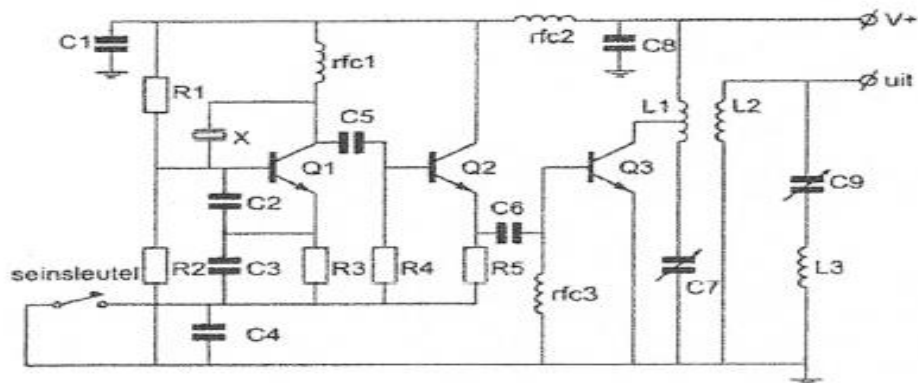 V+
C1
rfc2
C8
rfc1
uit
R1
C5
L1
L2
X
Q1
Q2
Q3
C9
C2
C6
seinsleutel
R2
C3
R3
R4
R5
rfc3
C7
L3
C4